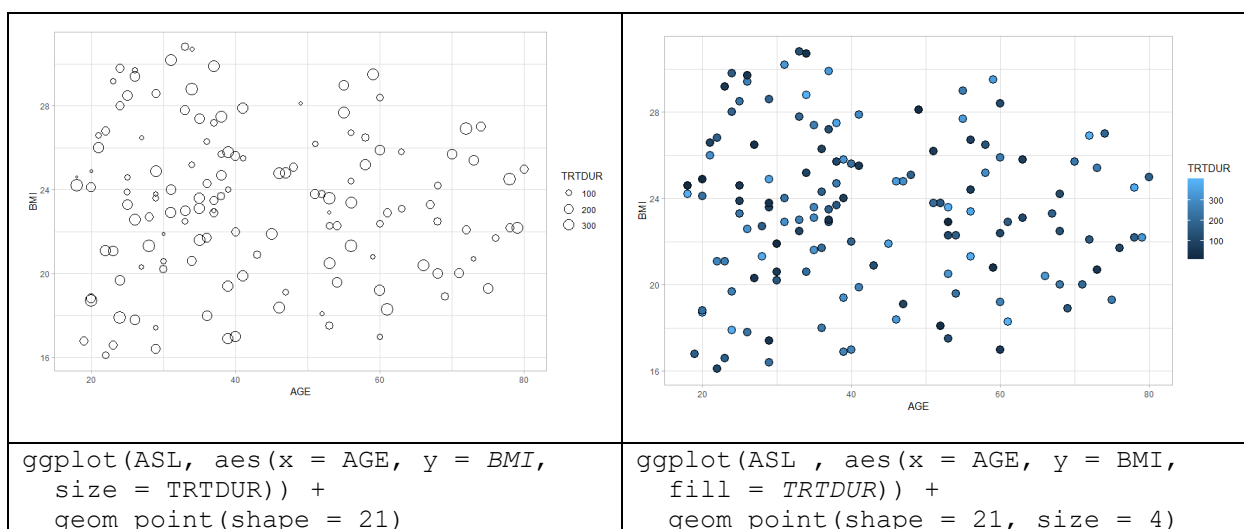 28
24
20
16
BMI
20
40
60
80
AGE
TRTDUR
100
200
300
28
24
20
16
BMI
20
40
60
80
AGE
TRTDUR
300
200
100
ggplot(ASL, aes(x = AGE, y = BMI,
size = TRTDUR)) +
geom_point(shape = 21)
ggplot(ASL , aes(x = AGE, y = BMI,
fill = TRTDUR)) +
geom_point(shape = 21, size = 4)